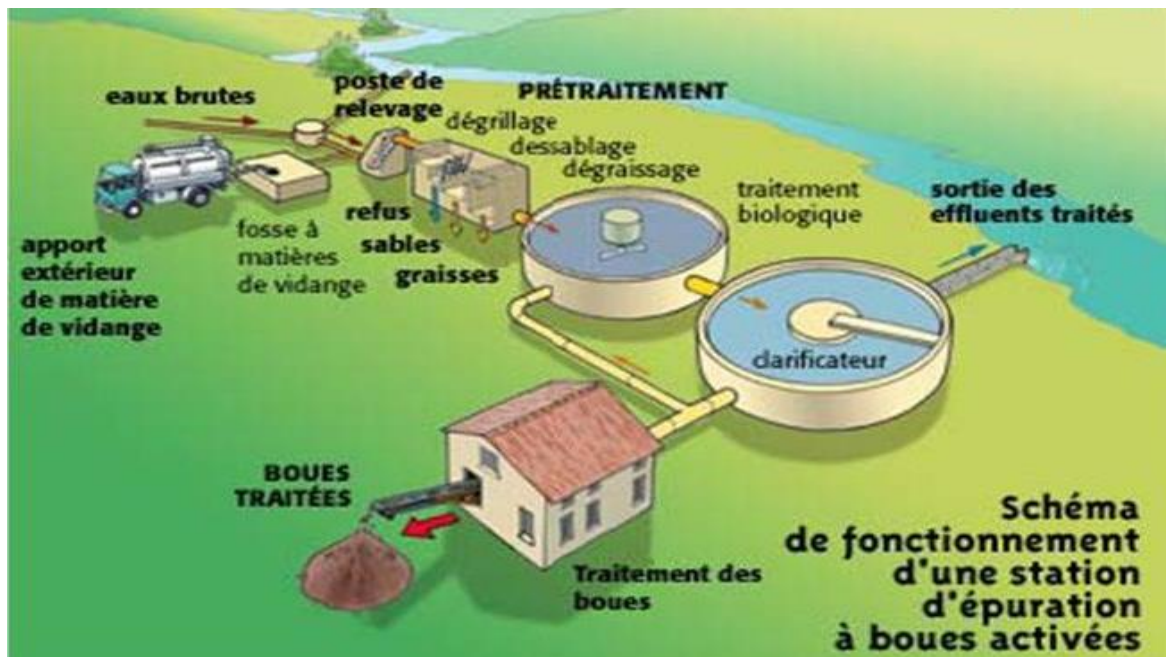 eaux brutes
poste de
relevage
PRÉTRAITEMENT
dégrillage
dessablage
dégraissage
traitement
biologique
sortie des
effluents traités
apport
extérieur
de matière
de vidange
fosse à
matières
de vidange
refus
sables
graisses
clarificateur
BOUES
TRAITÉES
Traitement des
boues
Schéma
de fonctionnement
d'une station
d'épuration
à boues activées